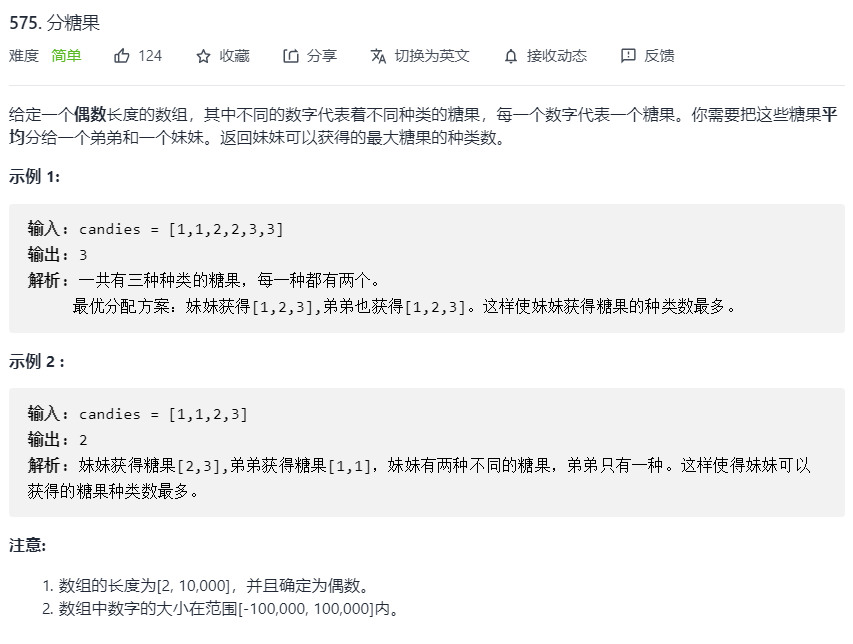 575. 分糖果
难度 简单 124 收藏 分享 切换为英文 接收动态 反馈
给定一个偶数长度的数组，其中不同的数字代表着不同种类的糖果，每一个数字代表一个糖果。你需要把这些糖果平
均分给一个弟弟和一个妹妹。返回妹妹可以获得的最大糖果的种类数。
示例 1:
输入: candies = [1,1,2,2,3,3]
输出: 3
解析: 一共有三种种类的糖果，每一种都有两个。
最优分配方案：妹妹获得[1,2,3],弟弟也获得[1,2,3]。这样使妹妹获得糖果的种类数最多。
示例 2 :
输入: candies = [1,1,2,3]
输出: 2
解析: 妹妹获得糖果[2,3],弟弟获得糖果[1,1]，妹妹有两种不同的糖果，弟弟只有一种。这样使得妹妹可以
获得的糖果种类数最多。
注意:
1. 数组的长度为[2, 10,000]，并且确定为偶数。
2. 数组中数字的大小在范围[-100,000, 100,000]内。